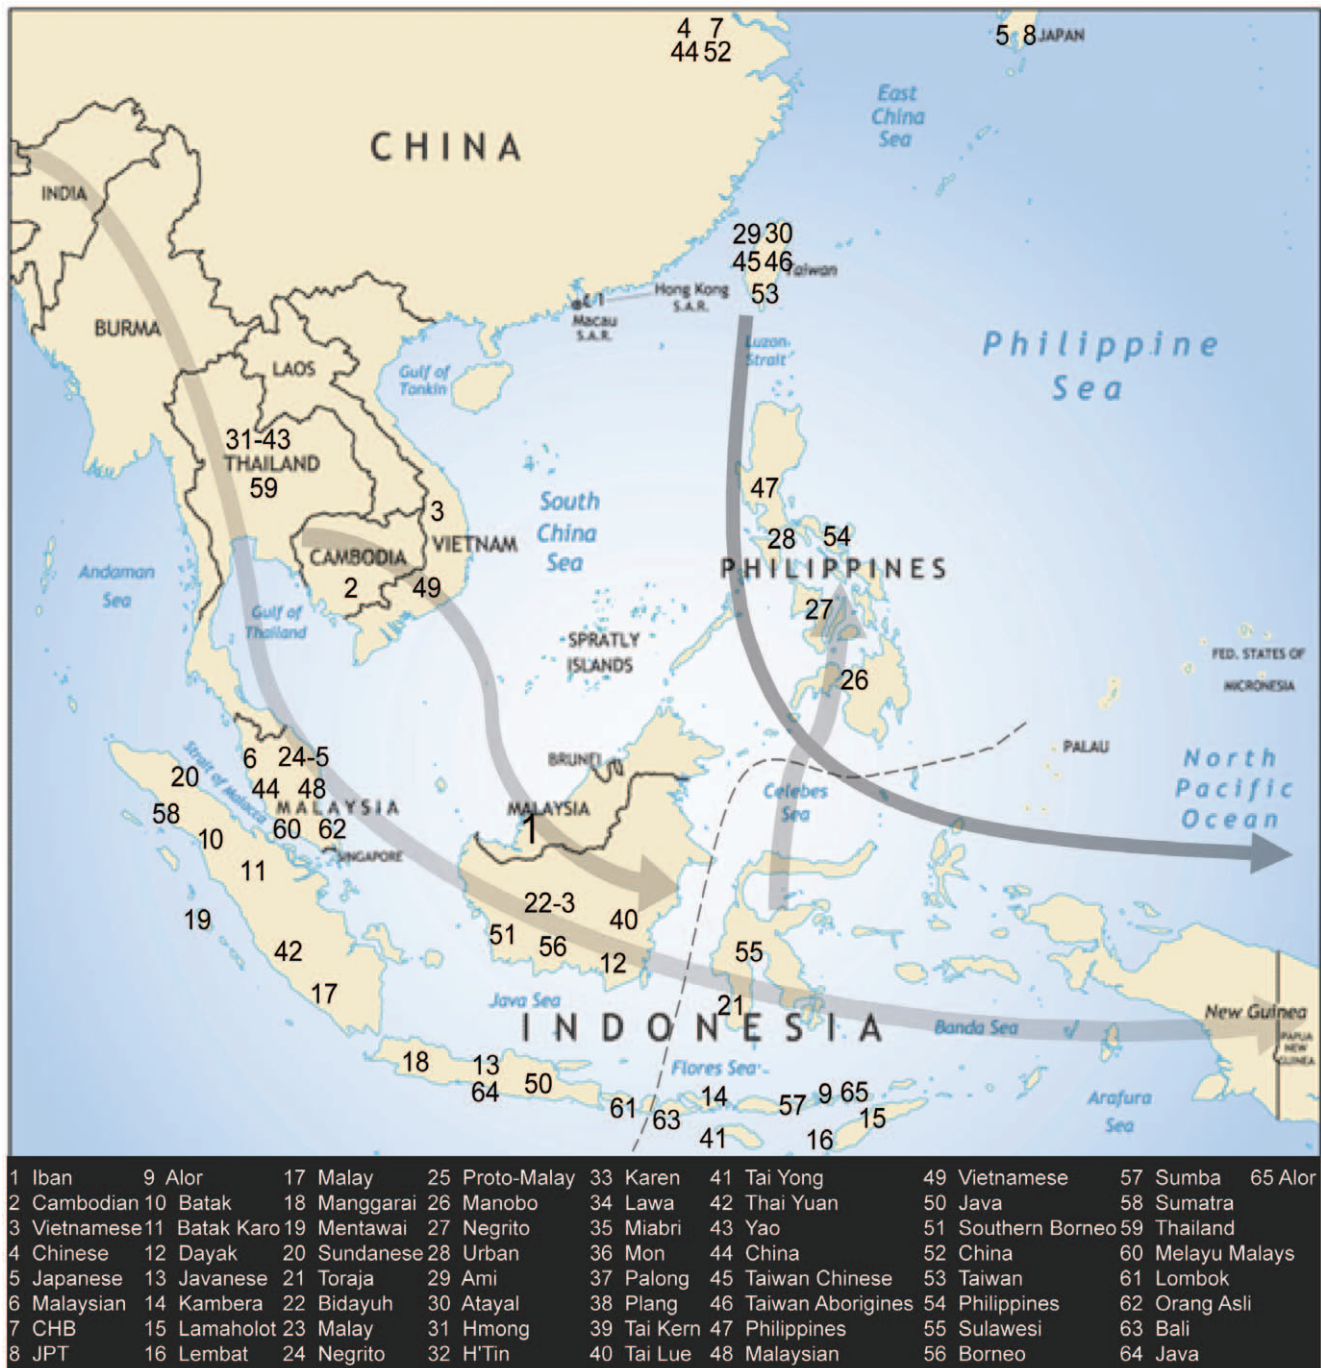 4 7
44 52
5 8 JAPAN
East
China
Sea
CHINA
INDIA
29 30
45 46 Taiwan
53
Hong Kong
S.A.R.
Macau
S.A.R.
BURMA
LAOS
Gulf of
Tonkin
Luzon
Strait
Philippine
Sea
31-43
THAILAND
59
3
VIETNAM
South
China
Sea
47
28 54
PHILIPPINES
CAMBODIA
2
49
Andaman
Sea
Gulf of
Thailand
27
SPRATLY
ISLANDS
26
FED. STATES OF
MICRONESIA
PALAU
6 24-5
44 48
MALAYSIA
60 62
SINGAPORE
Strait of Malacca
20
58
10
11
19
42
17
BRUNEI
MALAYSIA
1
Celebes
Sea
North
Pacific
Ocean
22-3
40
51
56
12
55
21
Java Sea
INDONESIA
Banda Sea
New Guinea
PAPUA
NEW
GUINEA
18
13
64
50
Flores Sea
61
63
14
41
57
9 65
15
16
Arafura
Sea
1 Iban 9 Alor 17 Malay 25 Proto-Malay 33 Karen 41 Tai Yong 49 Vietnamese 57 Sumba 65 Alor
2 Cambodian 10 Batak 18 Manggarai 26 Manobo 34 Lawa 42 Thai Yuan 50 Java 58 Sumatra
3 Vietnamese 11 Batak Karo 19 Mentawai 27 Negrito 35 Miabri 43 Yao 51 Southern Borneo 59 Thailand
4 Chinese 12 Dayak 20 Sundanese 28 Urban 36 Mon 44 China 52 China 60 Melayu Malays
5 Japanese 13 Javanese 21 Toraja 29 Ami 37 Palong 45 Taiwan Chinese 53 Taiwan 61 Lombok
6 Malaysian 14 Kambera 22 Bidayuh 30 Atayal 38 Plang 46 Taiwan Aborigines 54 Philippines 62 Orang Asli
7 CHB 15 Lamaholot 23 Malay 31 Hmong 39 Tai Kern 47 Philippines 55 Sulawesi 63 Bali
8 JPT 16 Lembat 24 Negrito 32 H'Tin 40 Tai Lue 48 Malaysian 56 Borneo 64 Java